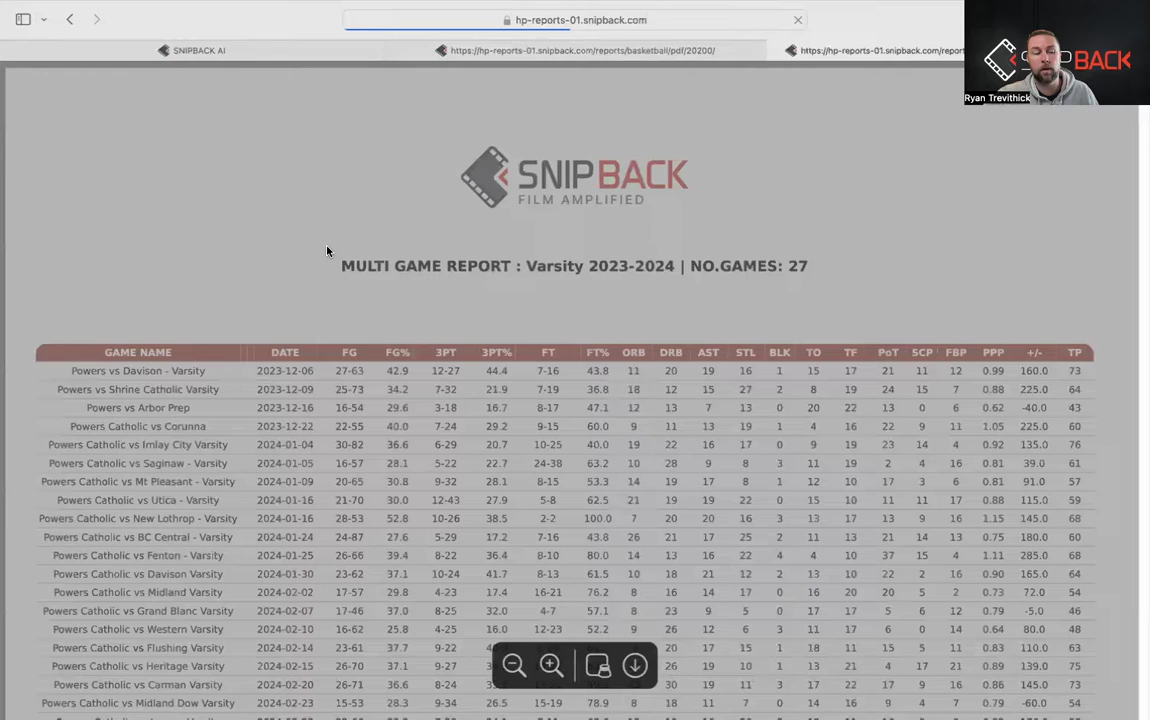 hp-reports-01.snipback.com
SNIPBACK AI
https://hp-reports-01.snipback.com/reports/basketball/pdf/20200/
https://hp-reports-01.snipback.com/report
BACK
Ryan Trevithick
SNIPBACK
FILM AMPLIFIED
MULTI GAME REPORT : Varsity 2023-2024 | NO.GAMES: 27
GAME NAME DATE FG FG% 3PT 3PT% FT FT% ORB DRB AST STL BLK TO TF PoT SCP FBP PPP +/- TP
Powers vs Davison - Varsity 2023-12-06 27-63 42.9 12-27 44.4 7-16 43.8 11 20 19 16 1 15 17 21 11 12 0.99 160.0 73
Powers vs Shrine Catholic Varsity 2023-12-09 25-73 34.2 7-32 21.9 7-19 36.8 18 12 15 27 2 8 19 24 15 7 0.88 225.0 64
Powers vs Arbor Prep 2023-12-16 16-54 29.6 3-18 16.7 8-17 47.1 12 13 7 13 0 20 22 13 0 6 0.62 -40.0 43
Powers Catholic vs Corunna 2023-12-22 22-55 40.0 7-24 29.2 9-15 60.0 9 11 13 19 1 4 16 22 9 11 1.05 225.0 60
Powers Catholic vs Imlay City Varsity 2024-01-04 30-82 36.6 6-29 20.7 10-25 40.0 19 22 16 17 0 9 19 23 14 4 0.92 135.0 76
Powers Catholic vs Saginaw - Varsity 2024-01-05 16-57 28.1 5-22 22.7 24-38 63.2 10 28 9 8 3 11 19 2 4 16 0.81 39.0 61
Powers Catholic vs Mt Pleasant - Varsity 2024-01-09 20-65 30.8 9-32 28.1 8-15 53.3 14 19 17 8 1 12 10 17 3 6 0.81 91.0 57
Powers Catholic vs Utica - Varsity 2024-01-16 21-70 30.0 12-43 27.9 5-8 62.5 21 19 19 22 0 15 10 11 11 17 0.88 115.0 59
Powers Catholic vs New Lothrop - Varsity 2024-01-16 28-53 52.8 10-26 38.5 2-2 100.0 7 20 20 16 3 13 17 13 9 16 1.15 145.0 68
Powers Catholic vs BC Central - Varsity 2024-01-24 24-87 27.6 5-29 17.2 7-16 43.8 26 21 17 25 2 11 13 21 14 13 0.75 180.0 60
Powers Catholic vs Fenton - Varsity 2024-01-25 26-66 39.4 8-22 36.4 8-10 80.0 14 13 16 22 4 4 10 37 15 4 1.11 285.0 68
Powers Catholic vs Davison Varsity 2024-01-30 23-62 37.1 10-24 41.7 8-13 61.5 10 18 21 12 2 13 10 22 2 16 0.90 165.0 64
Powers Catholic vs Midland Varsity 2024-02-02 17-57 29.8 4-23 17.4 16-21 76.2 8 16 14 17 0 16 20 20 5 2 0.73 72.0 54
Powers Catholic vs Grand Blanc Varsity 2024-02-07 17-46 37.0 8-25 32.0 4-7 57.1 8 23 9 5 0 17 17 5 6 12 0.79 -5.0 46
Powers Catholic vs Western Varsity 2024-02-10 16-62 25.8 4-25 16.0 12-23 52.2 9 26 12 6 3 11 17 6 0 14 0.64 80.0 48
Powers Catholic vs Flushing Varsity 2024-02-14 23-61 37.7 9-22 20 17 15 1 18 11 15 5 11 0.83 110.0 63
Powers Catholic vs Heritage Varsity 2024-02-15 26-70 37.1 9-27 26 19 10 1 13 21 4 17 21 0.89 139.0 75
Powers Catholic vs Carman Varsity 2024-02-20 26-71 36.6 8-24 30 19 11 3 17 22 17 9 16 0.86 145.0 73
Powers Catholic vs Midland Dow Varsity 2024-02-23 15-53 28.3 9-34 26.5 15-19 78.9 8 18 11 7 0 14 14 9 4 7 0.79 -60.0 54